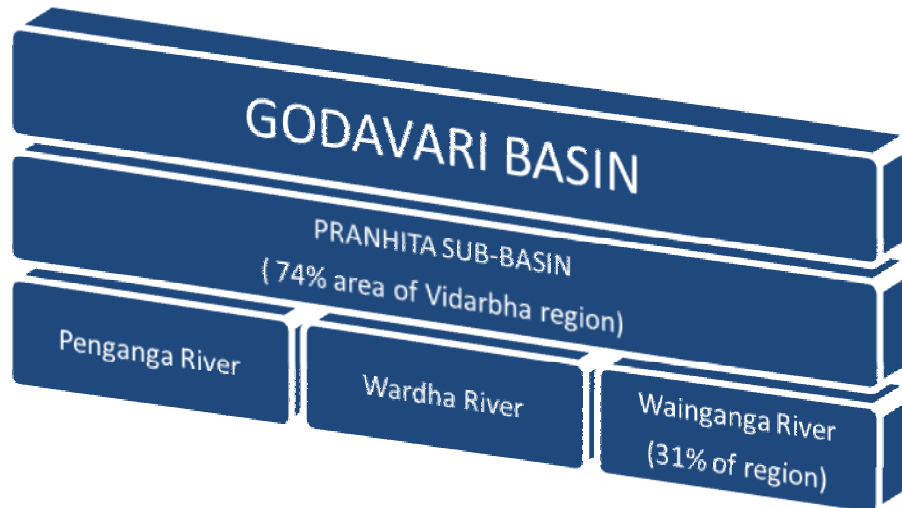 GODAVARI BASIN
PRANHITA SUB-BASIN
( 74% area of Vidarbha region)
Penganga River
Wardha River
Wainganga River
(31% of region)